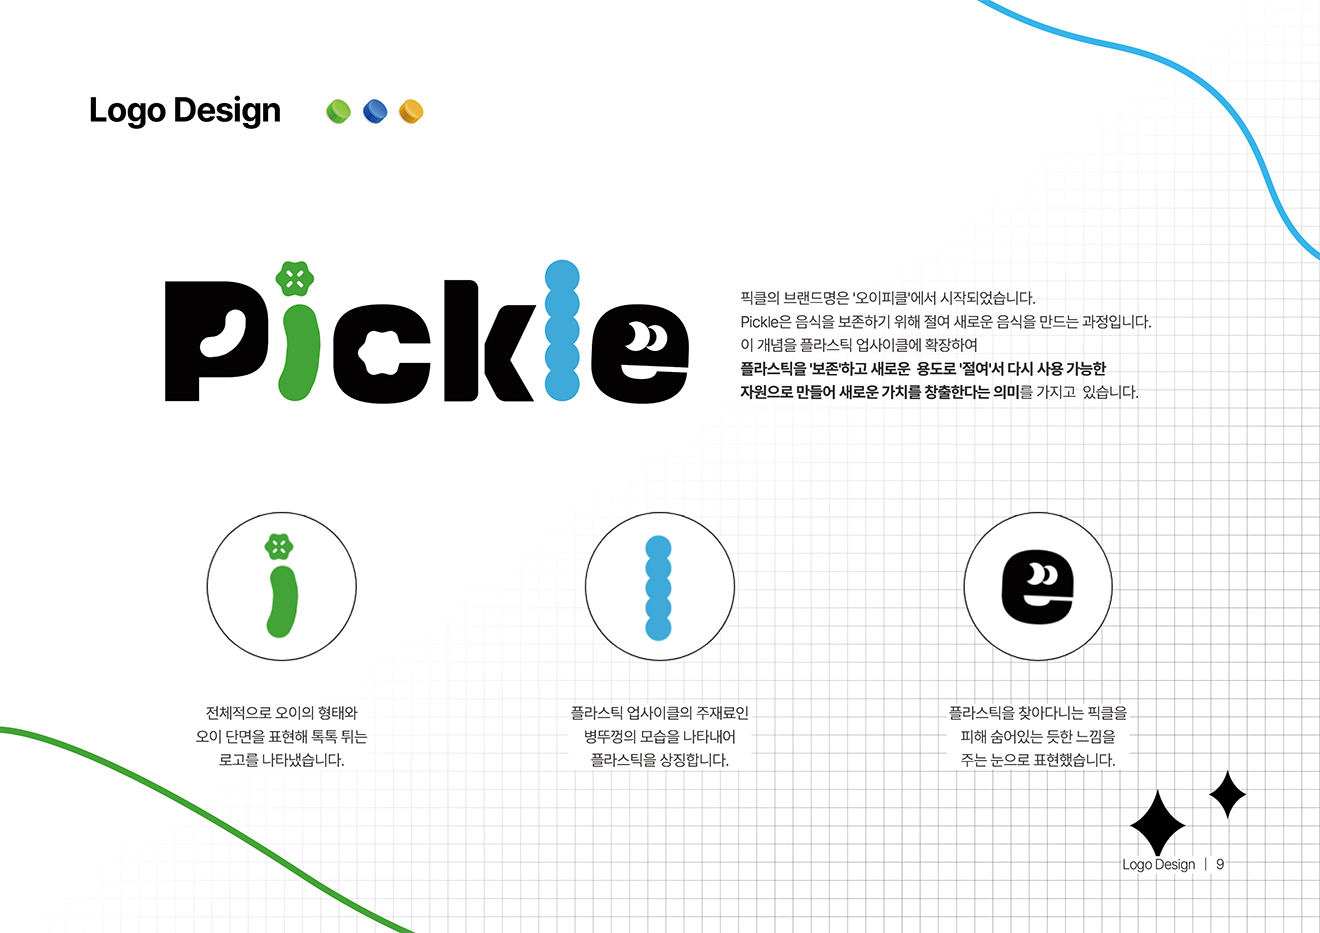 Logo Design
Pickle
픽클의 브랜드명은 '오이피클'에서 시작되었습니다.
Pickle은 음식을 보존하기 위해 절여 새로운 음식을 만드는 과정입니다.
이 개념을 플라스틱 업사이클에 확장하여
플라스틱을 '보존'하고 새로운 용도로 '절여'서 다시 사용 가능한
자원으로 만들어 새로운 가치를 창출한다는 의미를 가지고 있습니다.
i
l
e
전체적으로 오이의 형태와
오이 단면을 표현해 톡톡 튀는
로고를 나타냈습니다.
플라스틱 업사이클의 주재료인
병뚜껑의 모습을 나타내어
플라스틱을 상징합니다.
플라스틱을 찾아다니는 픽클을
피해 숨어있는 듯한 느낌을
주는 눈으로 표현했습니다.
Logo Design | 9